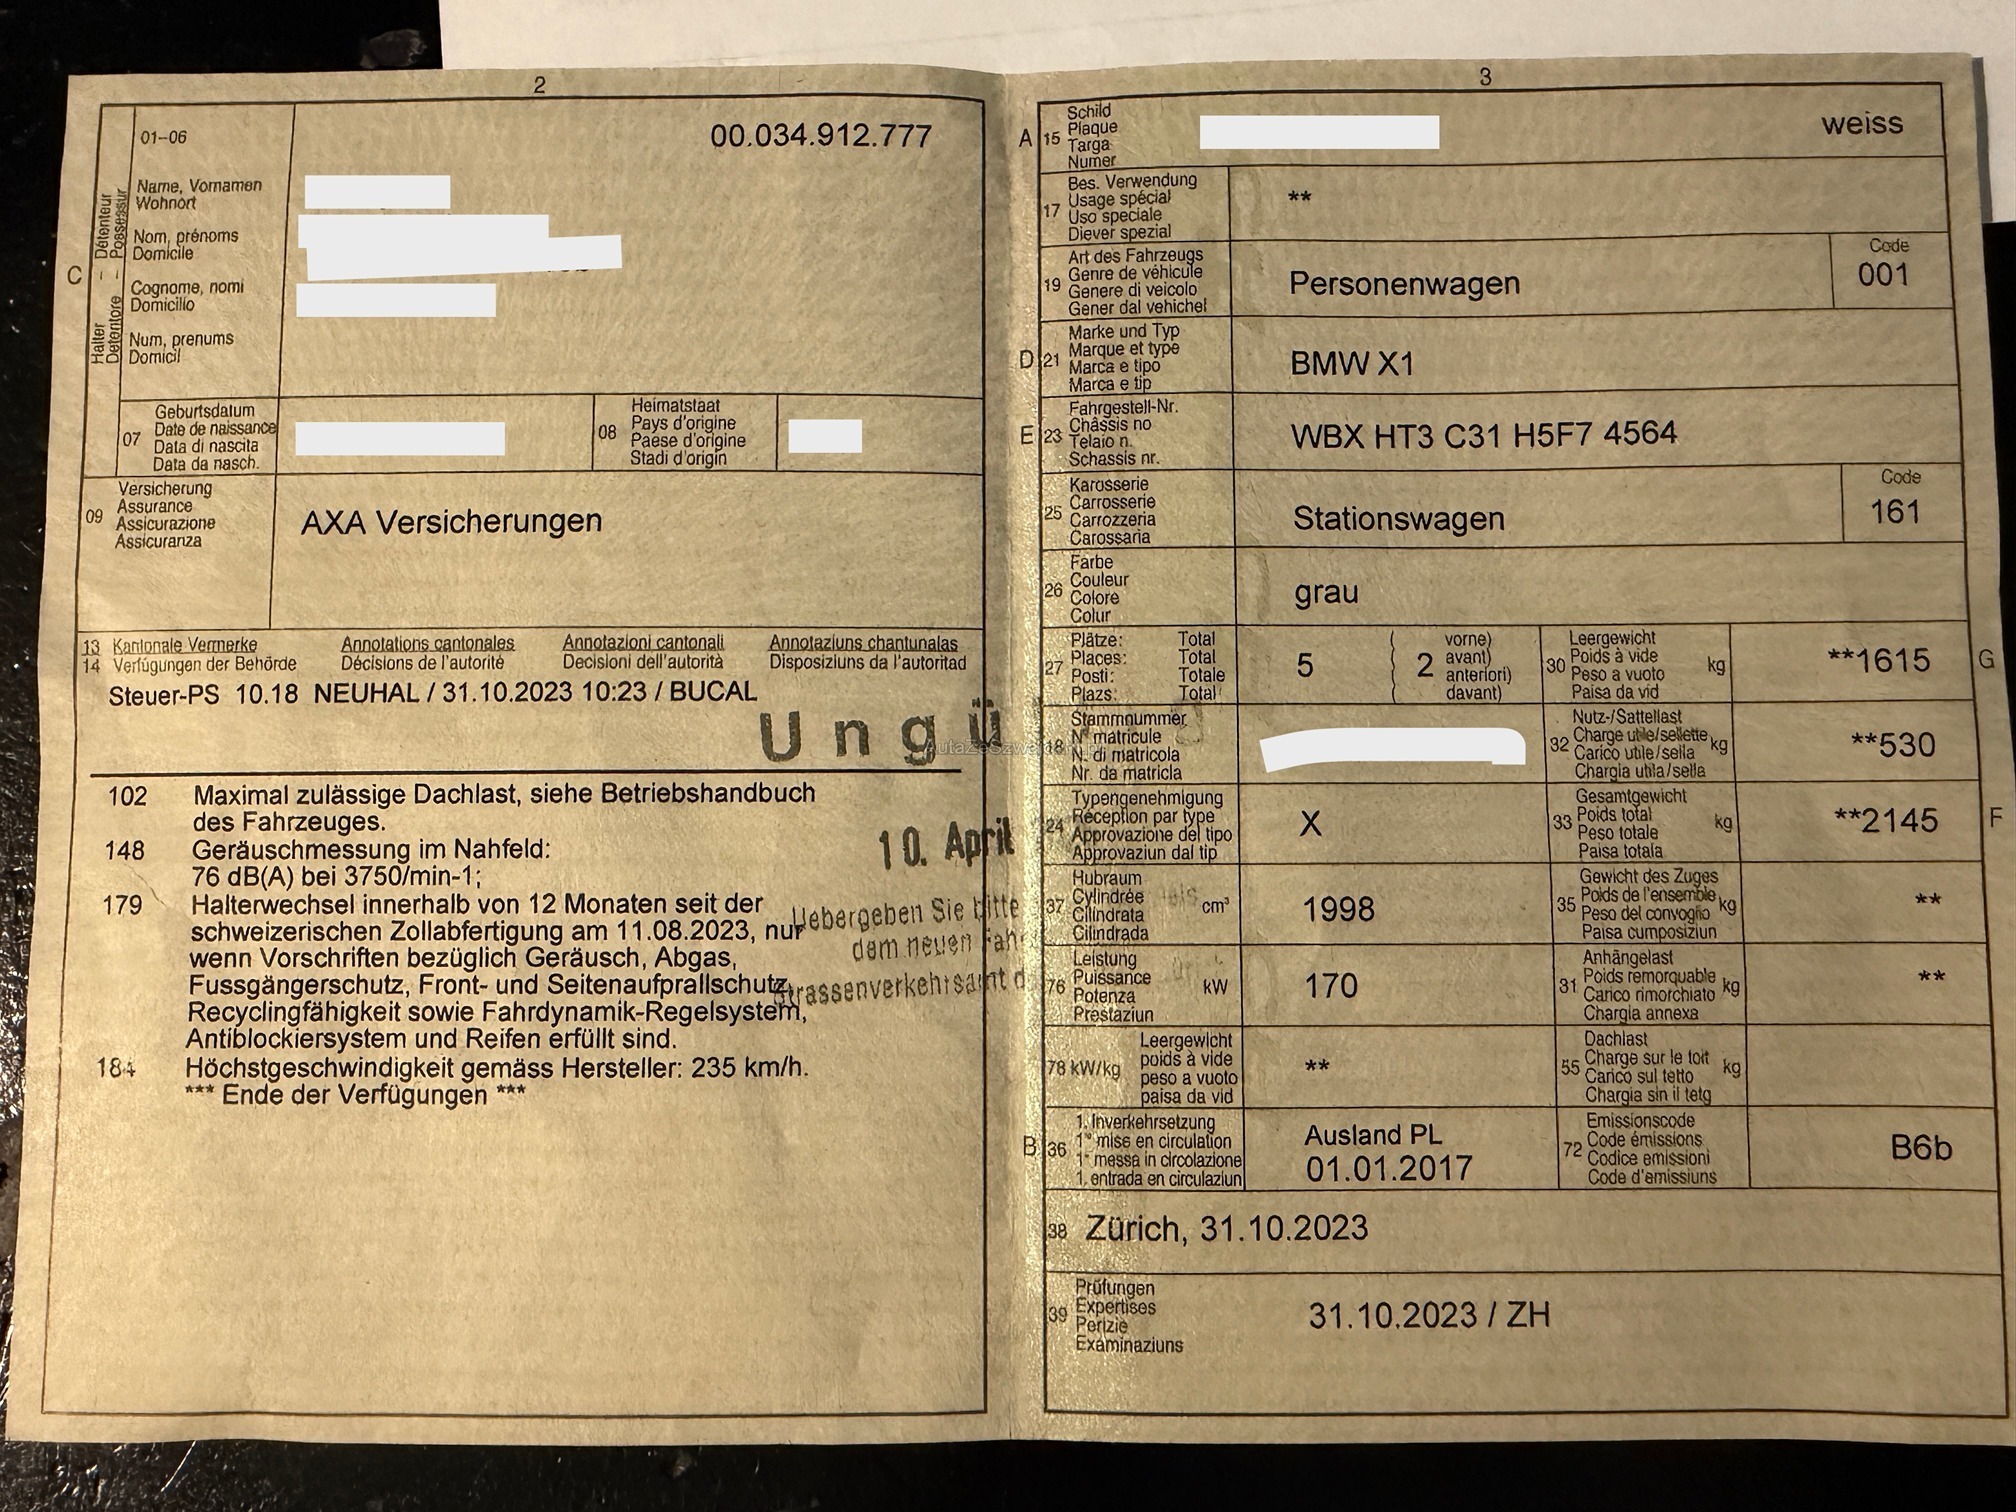 2
01-06
00.034.912.777
Halter – Détenteur
Detentore – Possessur
C
Name, Vornamen
Wohnort
Nom, prénoms
Domicile
Cognome, nomi
Domicilio
Num, prenums
Domicil
07
Geburtsdatum
Date de naissance
Data di nascita
Data da nasch.
08
Heimatstaat
Pays d'origine
Paese d'origine
Stadi d'origin
09
Versicherung
Assurance
Assicurazione
Assicuranza
AXA Versicherungen
13 Kantonale Vermerke Annotations cantonales Annotazioni cantonali Annotaziuns chantunalas
14 Verfügungen der Behörde Décisions de l'autorité Decisioni dell'autorità Disposiziuns da l'autoritad
Steuer-PS 10.18 NEUHAL / 31.10.2023 10:23 / BUCAL
Ungü
AutaZeSzwajcarii.pl
102 Maximal zulässige Dachlast, siehe Betriebshandbuch
des Fahrzeuges.
10. April
148 Geräuschmessung im Nahfeld:
76 dB(A) bei 3750/min-1;
179 Halterwechsel innerhalb von 12 Monaten seit der
schweizerischen Zollabfertigung am 11.08.2023, nur
wenn Vorschriften bezüglich Geräusch, Abgas,
Fussgängerschutz, Front- und Seitenaufprallschutz,
Recyclingfähigkeit sowie Fahrdynamik-Regelsystem,
Antiblockiersystem und Reifen erfüllt sind.
Uebergeben Sie bitte
dem neuen Fah
Strassenverkehrsamt d
184 Höchstgeschwindigkeit gemäss Hersteller: 235 km/h.
*** Ende der Verfügungen ***
3
A 15
Schild
Plaque
Targa
Numer
weiss
17
Bes. Verwendung
Usage spécial
Uso speciale
Diever spezial
**
19
Art des Fahrzeugs
Genre de véhicule
Genere di veicolo
Gener dal vehichel
Personenwagen
Code
001
D 21
Marke und Typ
Marque et type
Marca e tipo
Marca e tip
BMW X1
E 23
Fahrgestell-Nr.
Châssis no
Telaio n.
Schassis nr.
WBX HT3 C31 H5F7 4564
25
Karosserie
Carrosserie
Carrozzeria
Carossaria
Stationswagen
Code
161
26
Farbe
Couleur
Colore
Colur
grau
27
Plätze: Total
Places: Total
Posti: Totale
Plazs: Total
5 ( 2
vorne)
avant)
anteriori)
davant)
30
Leergewicht
Poids à vide
Peso a vuoto
Paisa da vid
kg
**1615
G
18
Stammnummer
N° matricule
N. di matricola
Nr. da matricla
32
Nutz-/Sattellast
Charge utile/sellette
Carico utile/sella
Chargia utila/sella
kg
**530
24
Typengenehmigung
Réception par type
Approvazione del tipo
Approvaziun dal tip
X
33
Gesamtgewicht
Poids total
Peso totale
Paisa totala
kg
**2145
F
37
Hubraum
Cylindrée
Cilindrata
Cilindrada
cm³
1998
35
Gewicht des Zuges
Poids de l'ensemble
Peso del convoglio
Paisa cumposiziun
kg
**
76
Leistung
Puissance
Potenza
Prestaziun
kW
170
31
Anhängelast
Poids remorquable
Carico rimorchiato
Chargia annexa
kg
**
78 kW/kg
Leergewicht
poids à vide
peso a vuoto
paisa da vid
**
55
Dachlast
Charge sur le toit
Carico sul tetto
Chargia sin il tetg
kg
B 36
1. Inverkehrsetzung
1° mise en circulation
1° messa in circolazione
1. entrada en circulaziun
Ausland PL
01.01.2017
72
Emissionscode
Code émissions
Codice emissioni
Code d'emissiuns
B6b
38 Zürich, 31.10.2023
39
Prüfungen
Expertises
Perizie
Examinaziuns
31.10.2023 / ZH